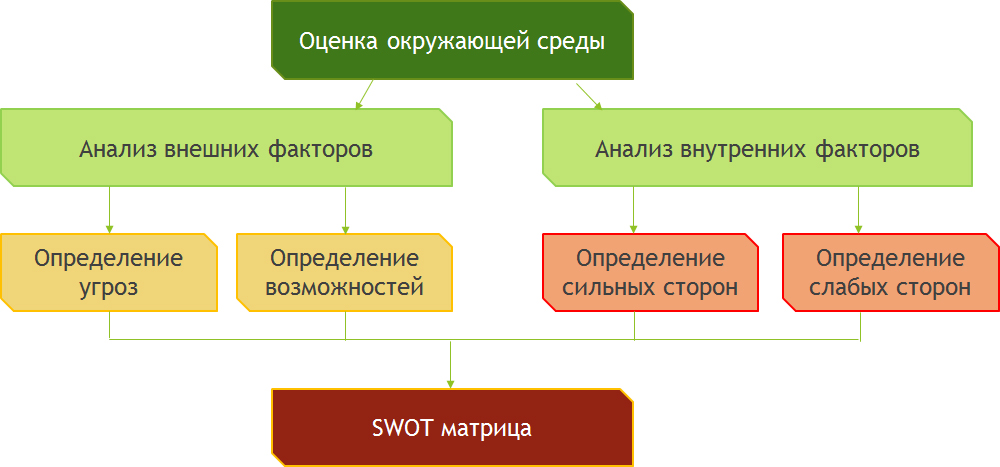 Оценка окружающей среды
Анализ внешних факторов
Анализ внутренних факторов
Определение
угроз
Определение
возможностей
Определение
сильных сторон
Определение
слабых сторон
SWOT матрица